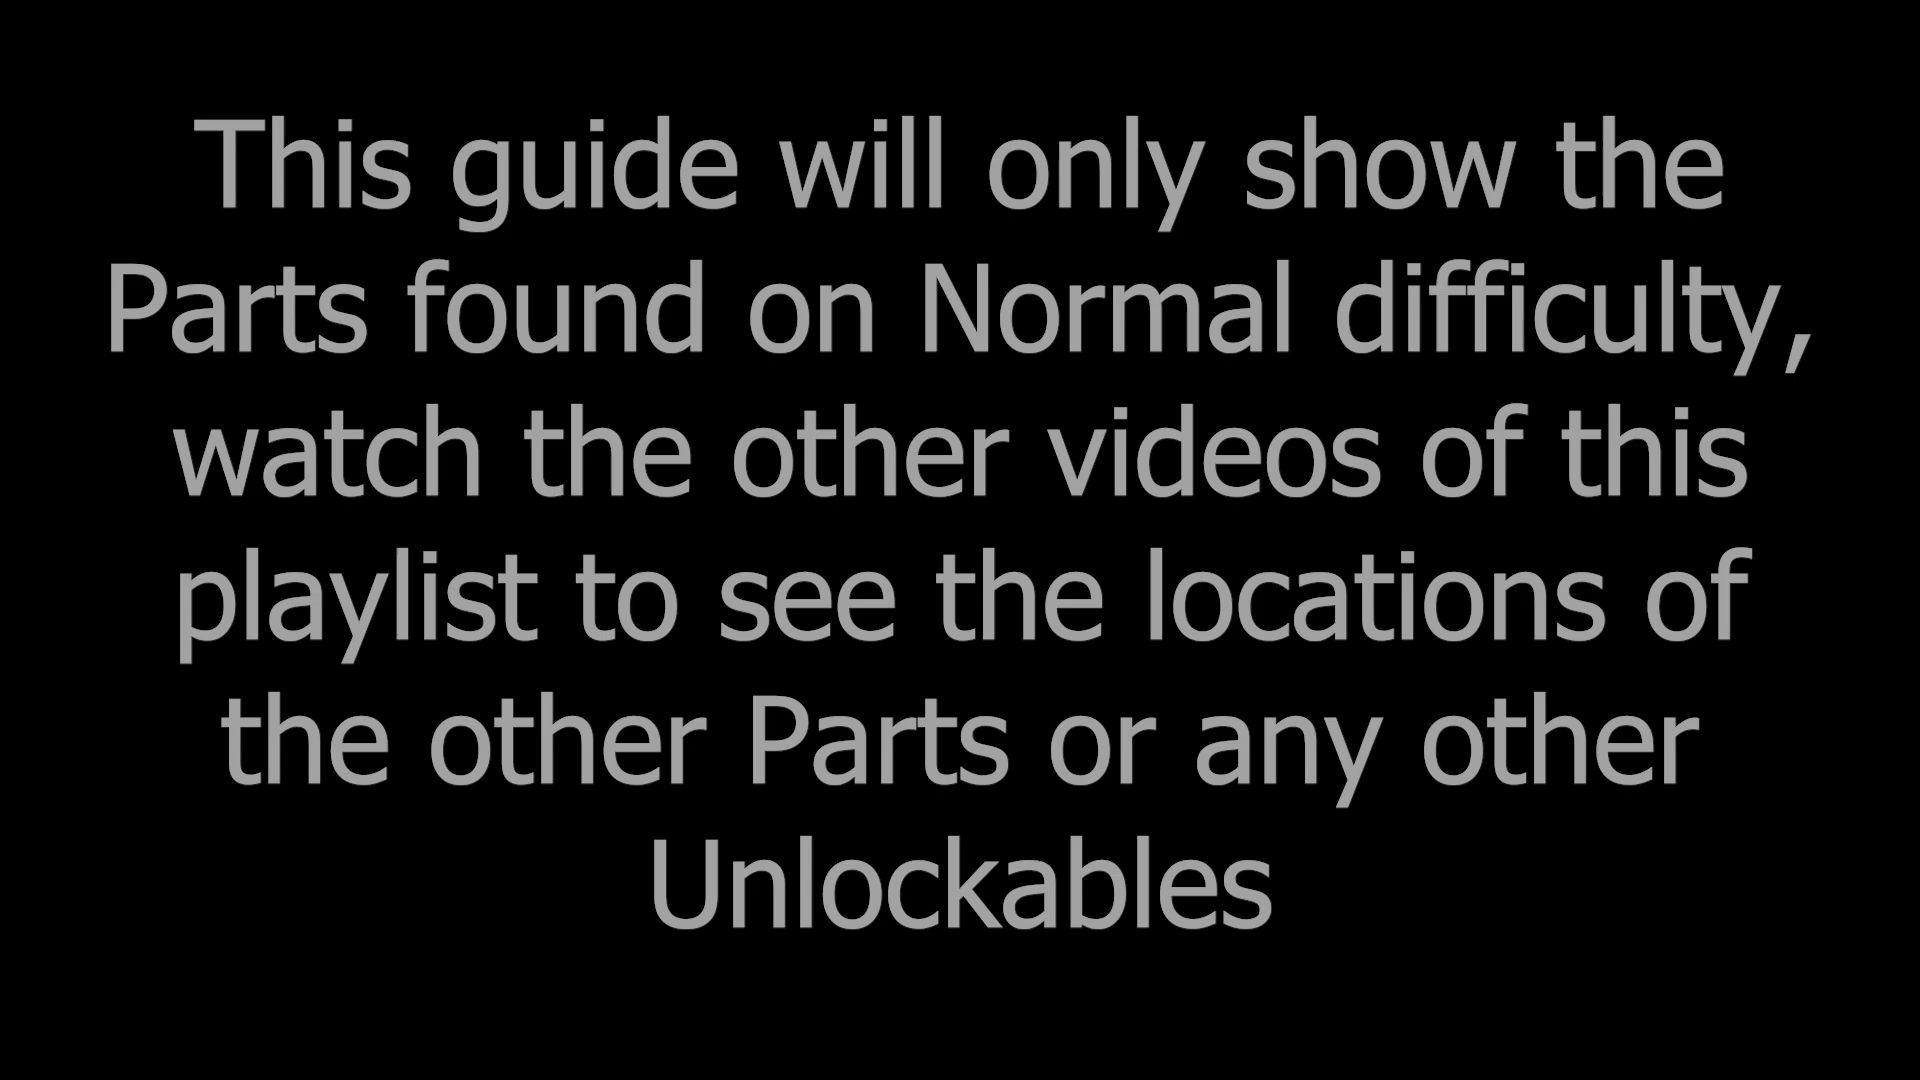 This guide will only show the
Parts found on Normal difficulty,
watch the other videos of this
playlist to see the locations of
the other Parts or any other
Unlockables